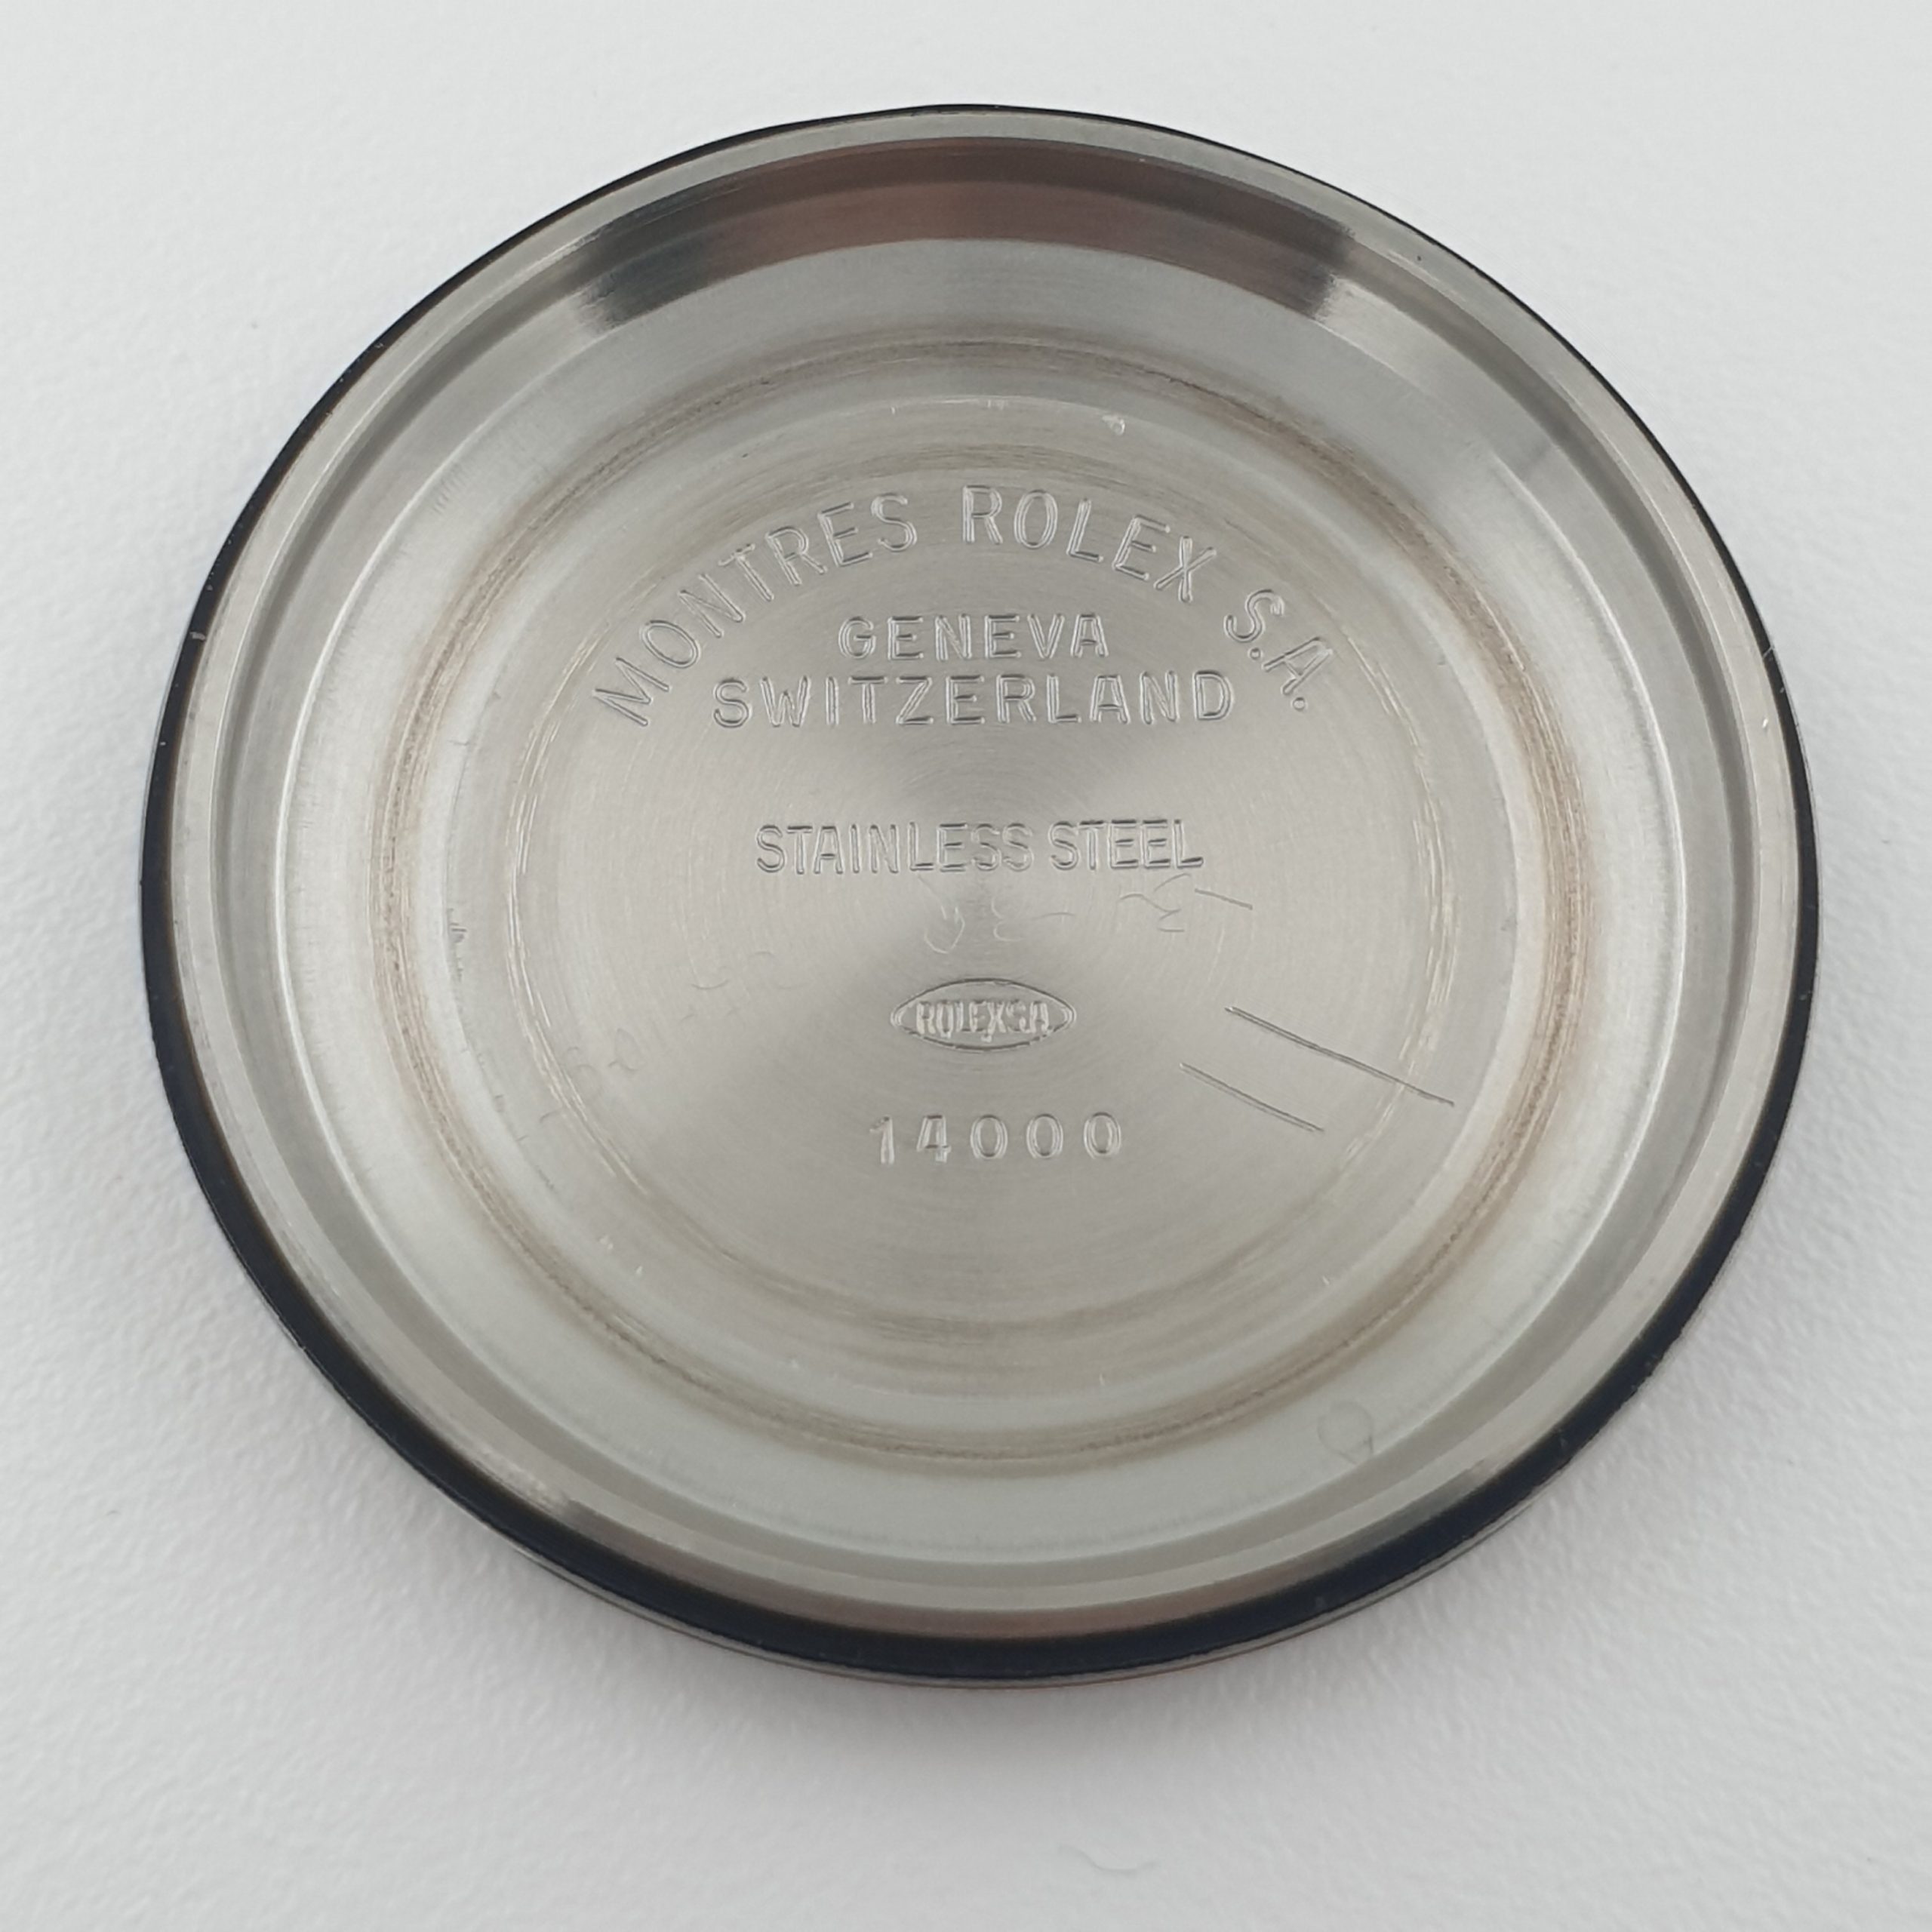 MONTRES ROLEX S.A.
GENEVA
SWITZERLAND
STAINLESS STEEL
ROLEX SA
14000